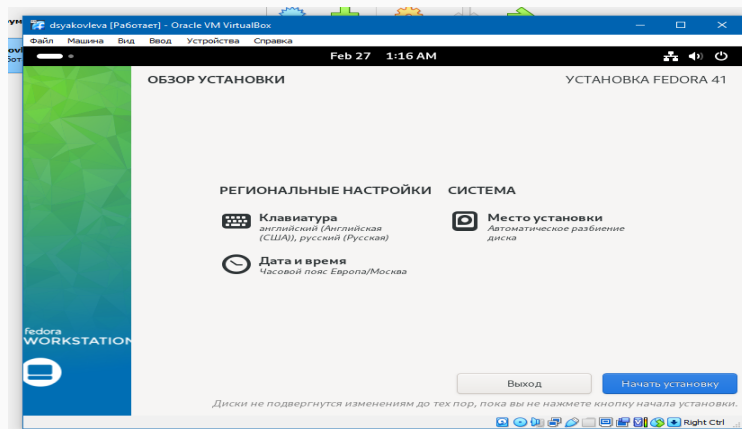 dsyakovleva [Работает] - Oracle VM VirtualBox
Файл Машина Вид Ввод Устройства Справка
Feb 27 1:16 AM
ОБЗОР УСТАНОВКИ
УСТАНОВКА FEDORA 41
РЕГИОНАЛЬНЫЕ НАСТРОЙКИ
СИСТЕМА
Клавиатура
английский (Английская
(США)), русский (Русская)
Место установки
Автоматическое разбиение
диска
Дата и время
Часовой пояс Европа/Москва
fedora
WORKSTATION
Выход
Начать установку
Диски не подвергнутся изменениям до тех пор, пока вы не нажмете кнопку начала установки.
Right Ctrl